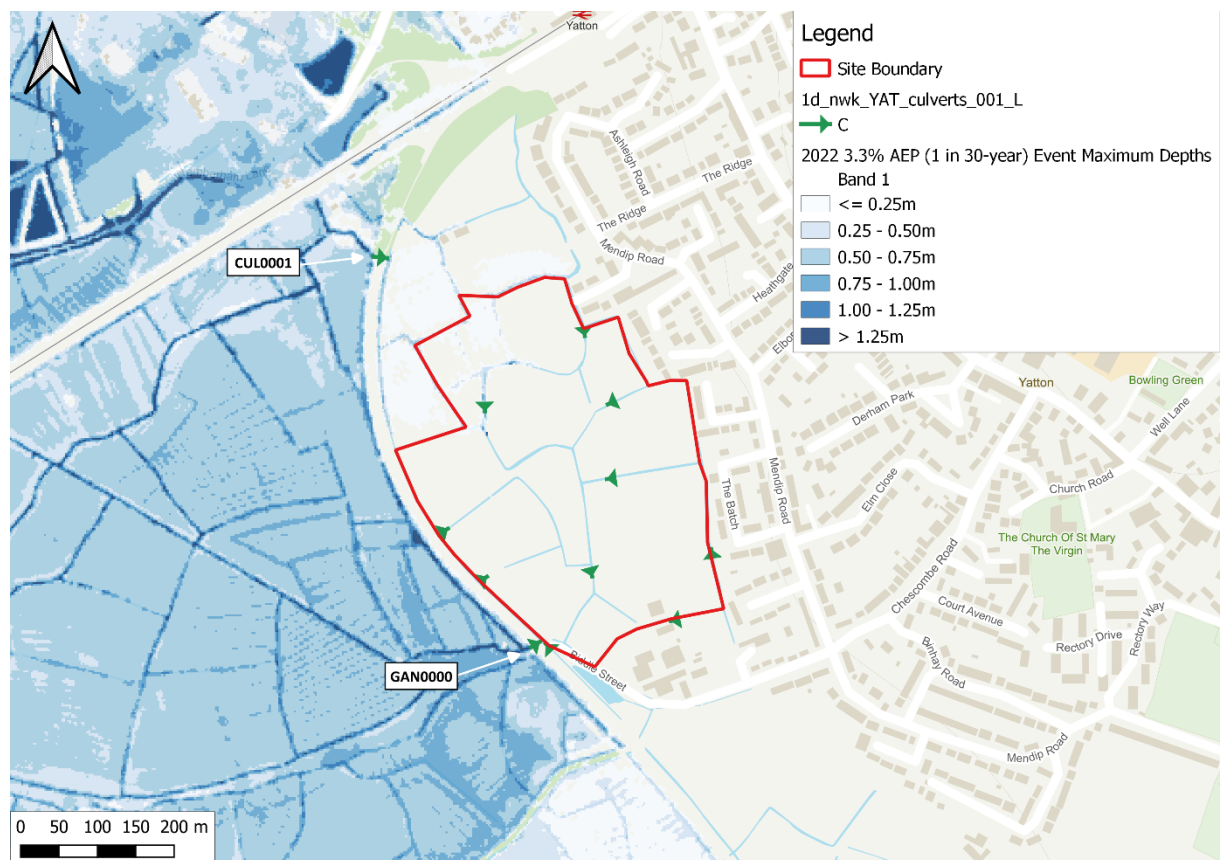 Yatton
Legend
Site Boundary
1d_nwk_YAT_culverts_001_L
C
2022 3.3% AEP (1 in 30-year) Event Maximum Depths
Band 1
<= 0.25m
0.25 - 0.50m
0.50 - 0.75m
0.75 - 1.00m
1.00 - 1.25m
> 1.25m
Ashleigh Road
The Ridge
The Ridge
Mendip Road
Heathgate
CUL0001
Yatton
Bowling Green
Well Lane
Derham Park
Mendip Road
The Batch
Elm Close
Church Road
The Church Of St Mary
The Virgin
Chescombe Road
Court Avenue
Rectory Drive
Rectory Way
Binhay Road
Mendip Road
GAN0000
Biddle Street
0 50 100 150 200 m